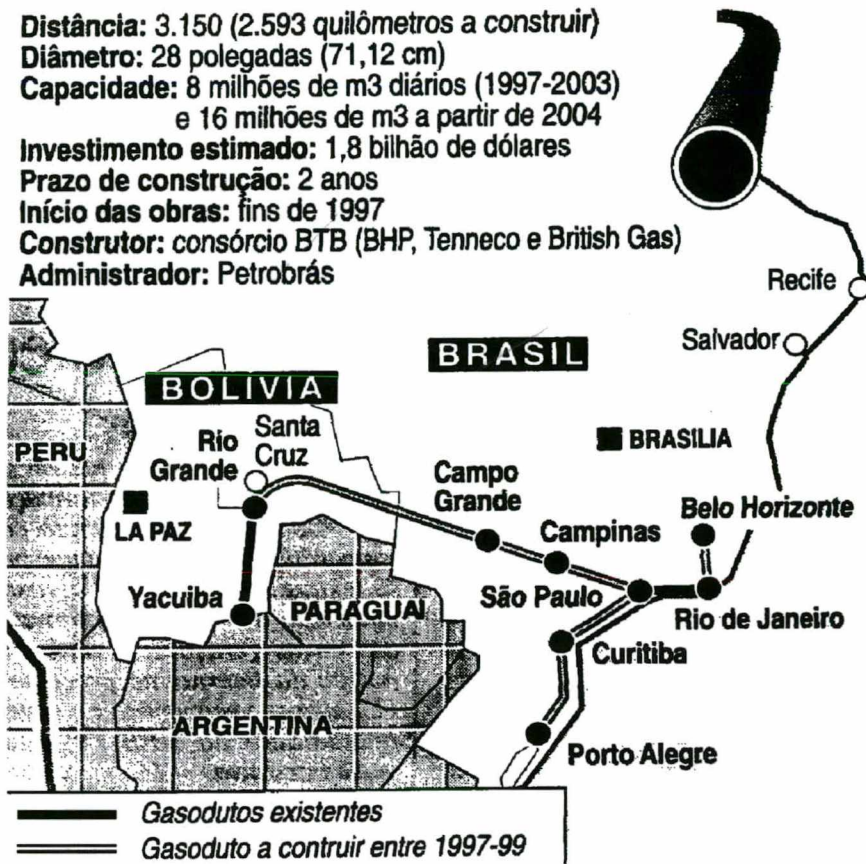 Distância: 3.150 (2.593 quilômetros a construir)
Diâmetro: 28 polegadas (71,12 cm)
Capacidade: 8 milhões de m3 diários (1997-2003)
e 16 milhões de m3 a partir de 2004
Investimento estimado: 1,8 bilhão de dólares
Prazo de construção: 2 anos
Início das obras: fins de 1997
Construtor: consórcio BTB (BHP, Tenneco e British Gas)
Administrador: Petrobrás
Recife
Salvador
BRASIL
BOLÍVIA
BRASILIA
PERU
Rio
Grande
Santa
Cruz
Campo
Grande
Belo Horizonte
LA PAZ
Campinas
Yacuiba
PARAGUAI
São Paulo
Rio de Janeiro
Curitiba
ARGENTINA
Porto Alegre
Gasodutos existentes
Gasoduto a contruir entre 1997-99